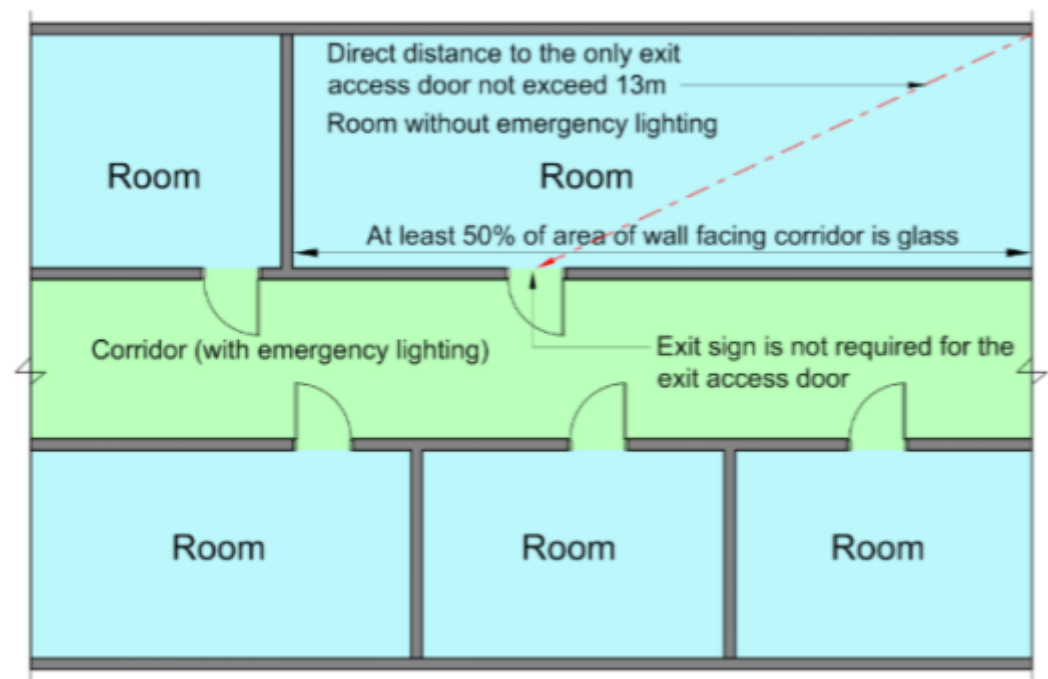 Direct distance to the only exit
access door not exceed 13m
Room without emergency lighting
Room
Room
At least 50% of area of wall facing corridor is glass
Corridor (with emergency lighting)
Exit sign is not required for the
exit access door
Room
Room
Room